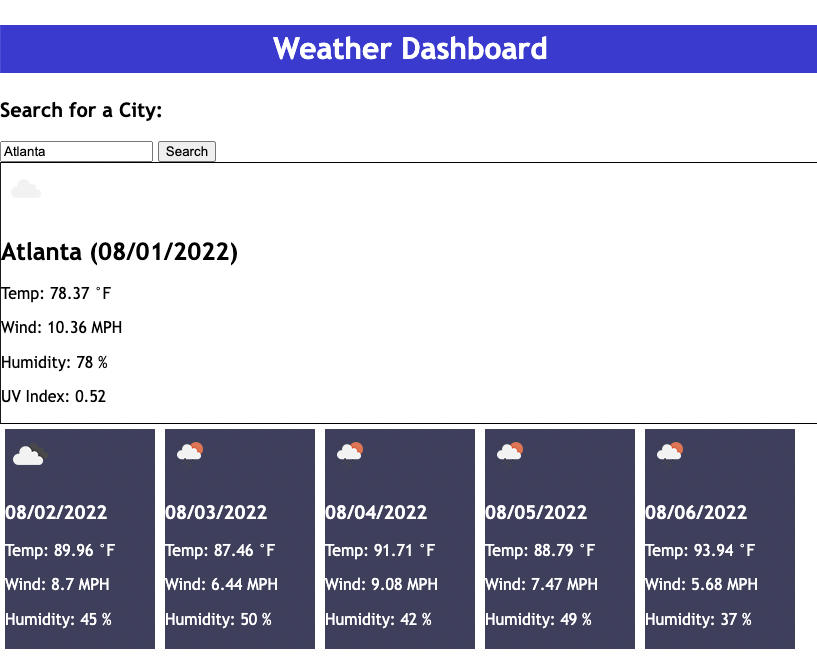 Weather Dashboard
Search for a City:
Atlanta Search
Atlanta (08/01/2022)
Temp: 78.37 °F
Wind: 10.36 MPH
Humidity: 78 %
UV Index: 0.52
08/02/2022
Temp: 89.96 °F
Wind: 8.7 MPH
Humidity: 45 %
08/03/2022
Temp: 87.46 °F
Wind: 6.44 MPH
Humidity: 50 %
08/04/2022
Temp: 91.71 °F
Wind: 9.08 MPH
Humidity: 42 %
08/05/2022
Temp: 88.79 °F
Wind: 7.47 MPH
Humidity: 49 %
08/06/2022
Temp: 93.94 °F
Wind: 5.68 MPH
Humidity: 37 %